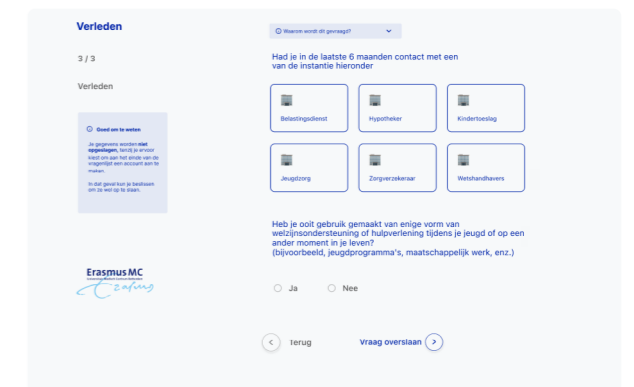 Verleden
3 / 3
Verleden
Goed om te weten
Je gegevens worden niet
opgeslagen, tenzij je ervoor
kiest om aan het einde van de
vragenlijst een account aan te
maken.
In dat geval kun je beslissen
om ze wel op te slaan.
Erasmus MC
Waarom wordt dit gevraagd?
Had je in de laatste 6 maanden contact met een
van de instantie hieronder
Belastingsdienst
Hypotheker
Kindertoeslag
Jeugdzorg
Zorgverzekeraar
Wetshandhavers
Heb je ooit gebruik gemaakt van enige vorm van
welzijnsondersteuning of hulpverlening tijdens je jeugd of op een
ander moment in je leven?
(bijvoorbeeld, jeugdprogramma's, maatschappelijk werk, enz.)
Ja
Nee
Terug
Vraag overslaan